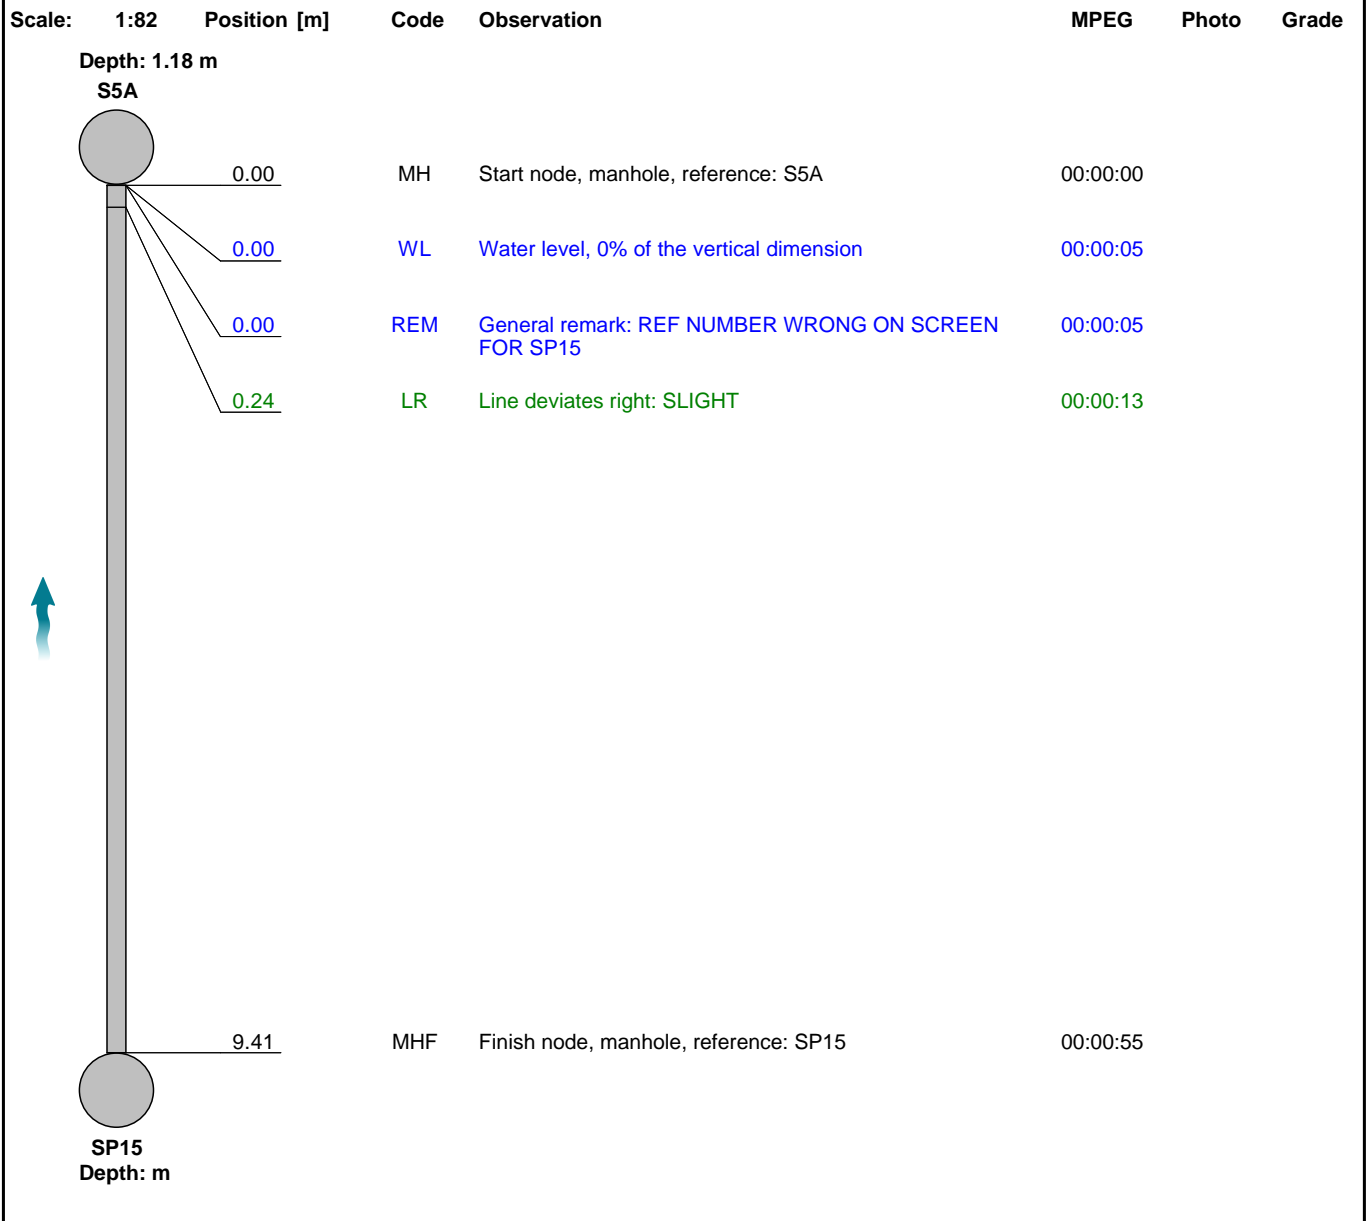 Scale: 1:82 Position [m] Code Observation MPEG Photo Grade
Depth: 1.18 m
S5A
0.00 MH Start node, manhole, reference: S5A 00:00:00
0.00 WL Water level, 0% of the vertical dimension 00:00:05
0.00 REM General remark: REF NUMBER WRONG ON SCREEN 00:00:05
FOR SP15
0.24 LR Line deviates right: SLIGHT 00:00:13
9.41 MHF Finish node, manhole, reference: SP15 00:00:55
SP15
Depth: m